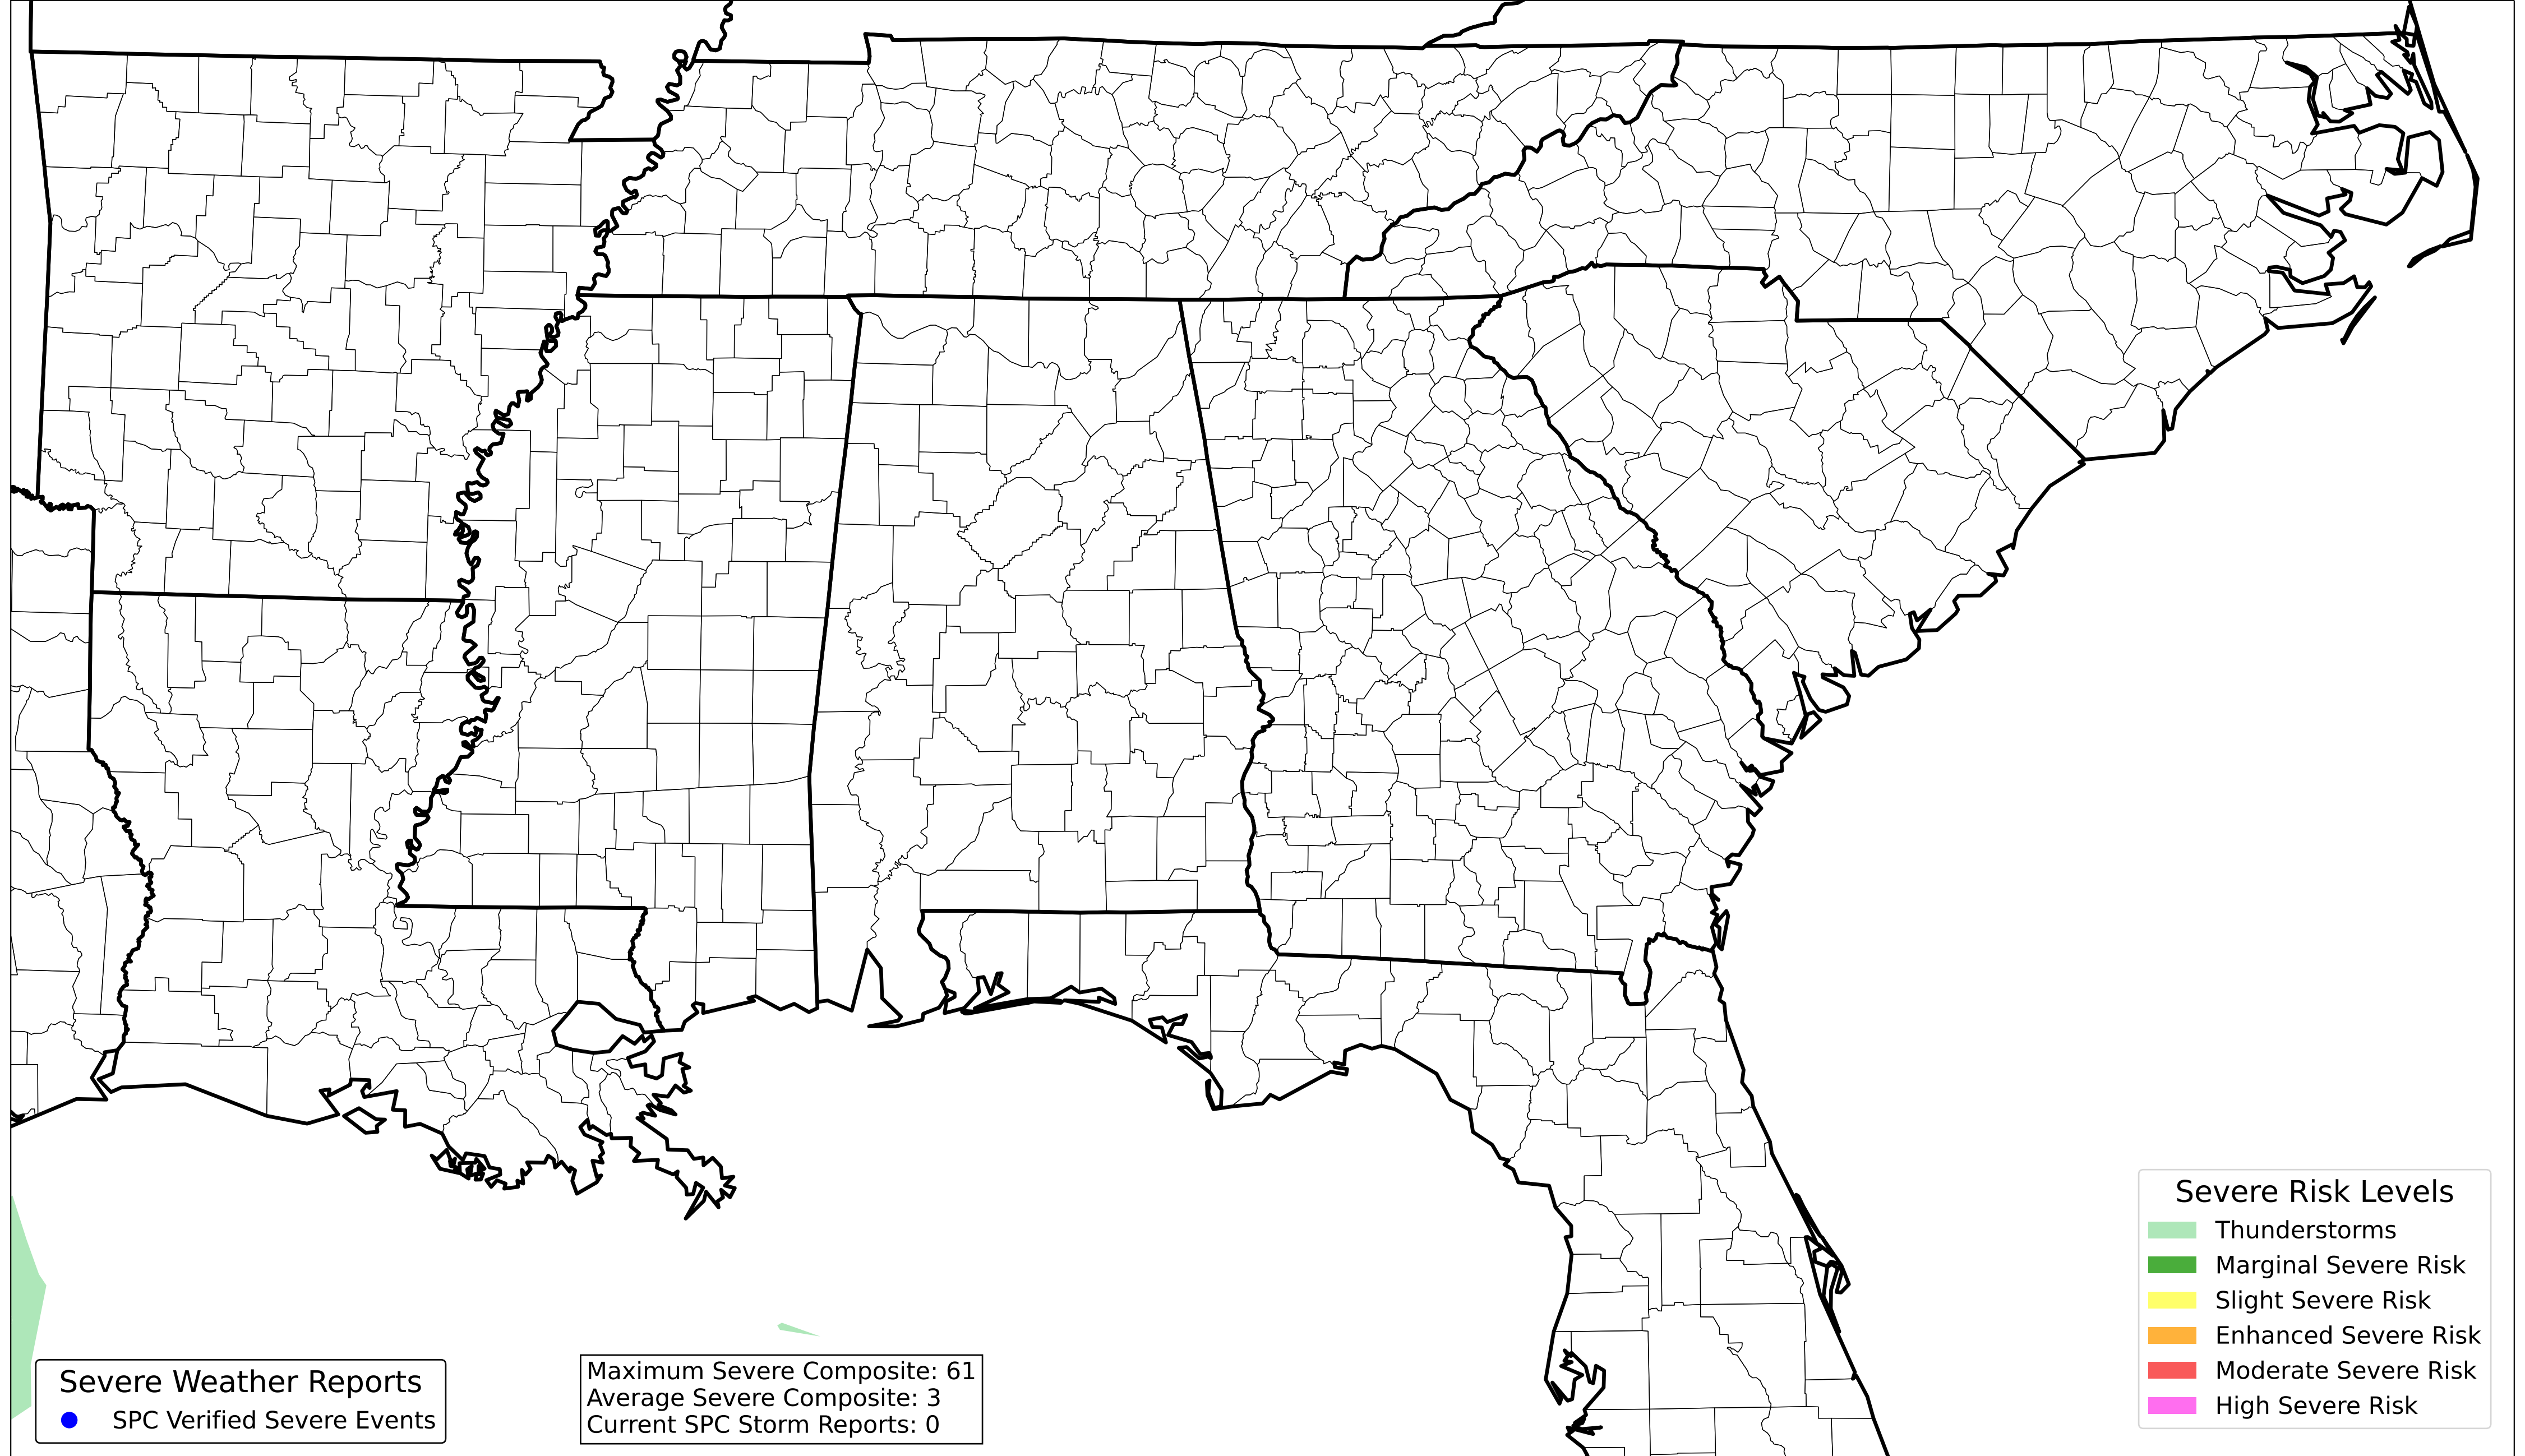 Severe Weather Reports
SPC Verified Severe Events
Maximum Severe Composite: 61
Average Severe Composite: 3
Current SPC Storm Reports: 0
Severe Risk Levels
Thunderstorms
Marginal Severe Risk
Slight Severe Risk
Enhanced Severe Risk
Moderate Severe Risk
High Severe Risk